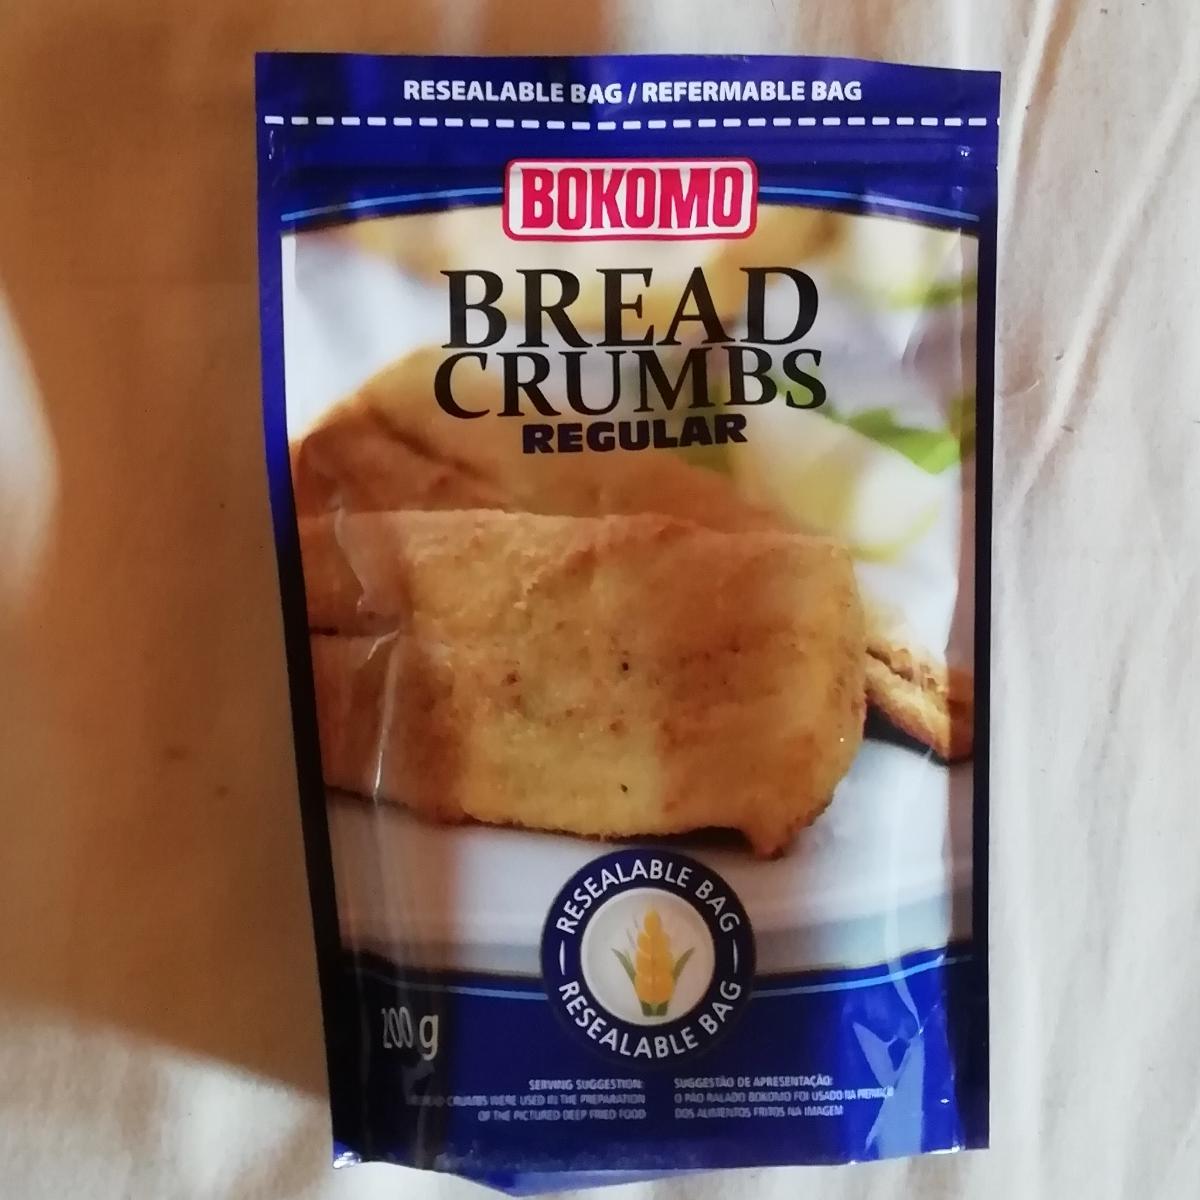 RESEALABLE BAG / REFERMABLE BAG
BOKOMO
BREAD
CRUMBS
REGULAR
RESEALABLE BAG
RESEALABLE BAG
200 g
SERVING SUGGESTION:
BREAD CRUMBS WERE USED IN THE PREPARATION
OF THE PICTURED DEEP FRIED FOOD
SUGGESTÃO DE APRESENTAÇÃO:
O PÃO RALADO BOKOMO FOI USADO NA PREPARAÇÃO
DOS ALIMENTOS FRITOS NA IMAGEM